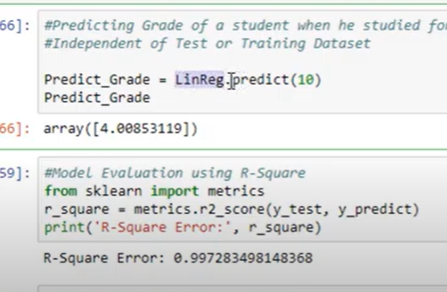 66]: #Predicting Grade of a student when he studied fo
#Independent of Test or Training Dataset
Predict_Grade = LinReg.predict(10)
Predict_Grade
66]: array([4.00853119])
59]: #Model Evaluation using R-Square
from sklearn import metrics
r_square = metrics.r2_score(y_test, y_predict)
print('R-Square Error:', r_square)
R-Square Error: 0.997283498148368